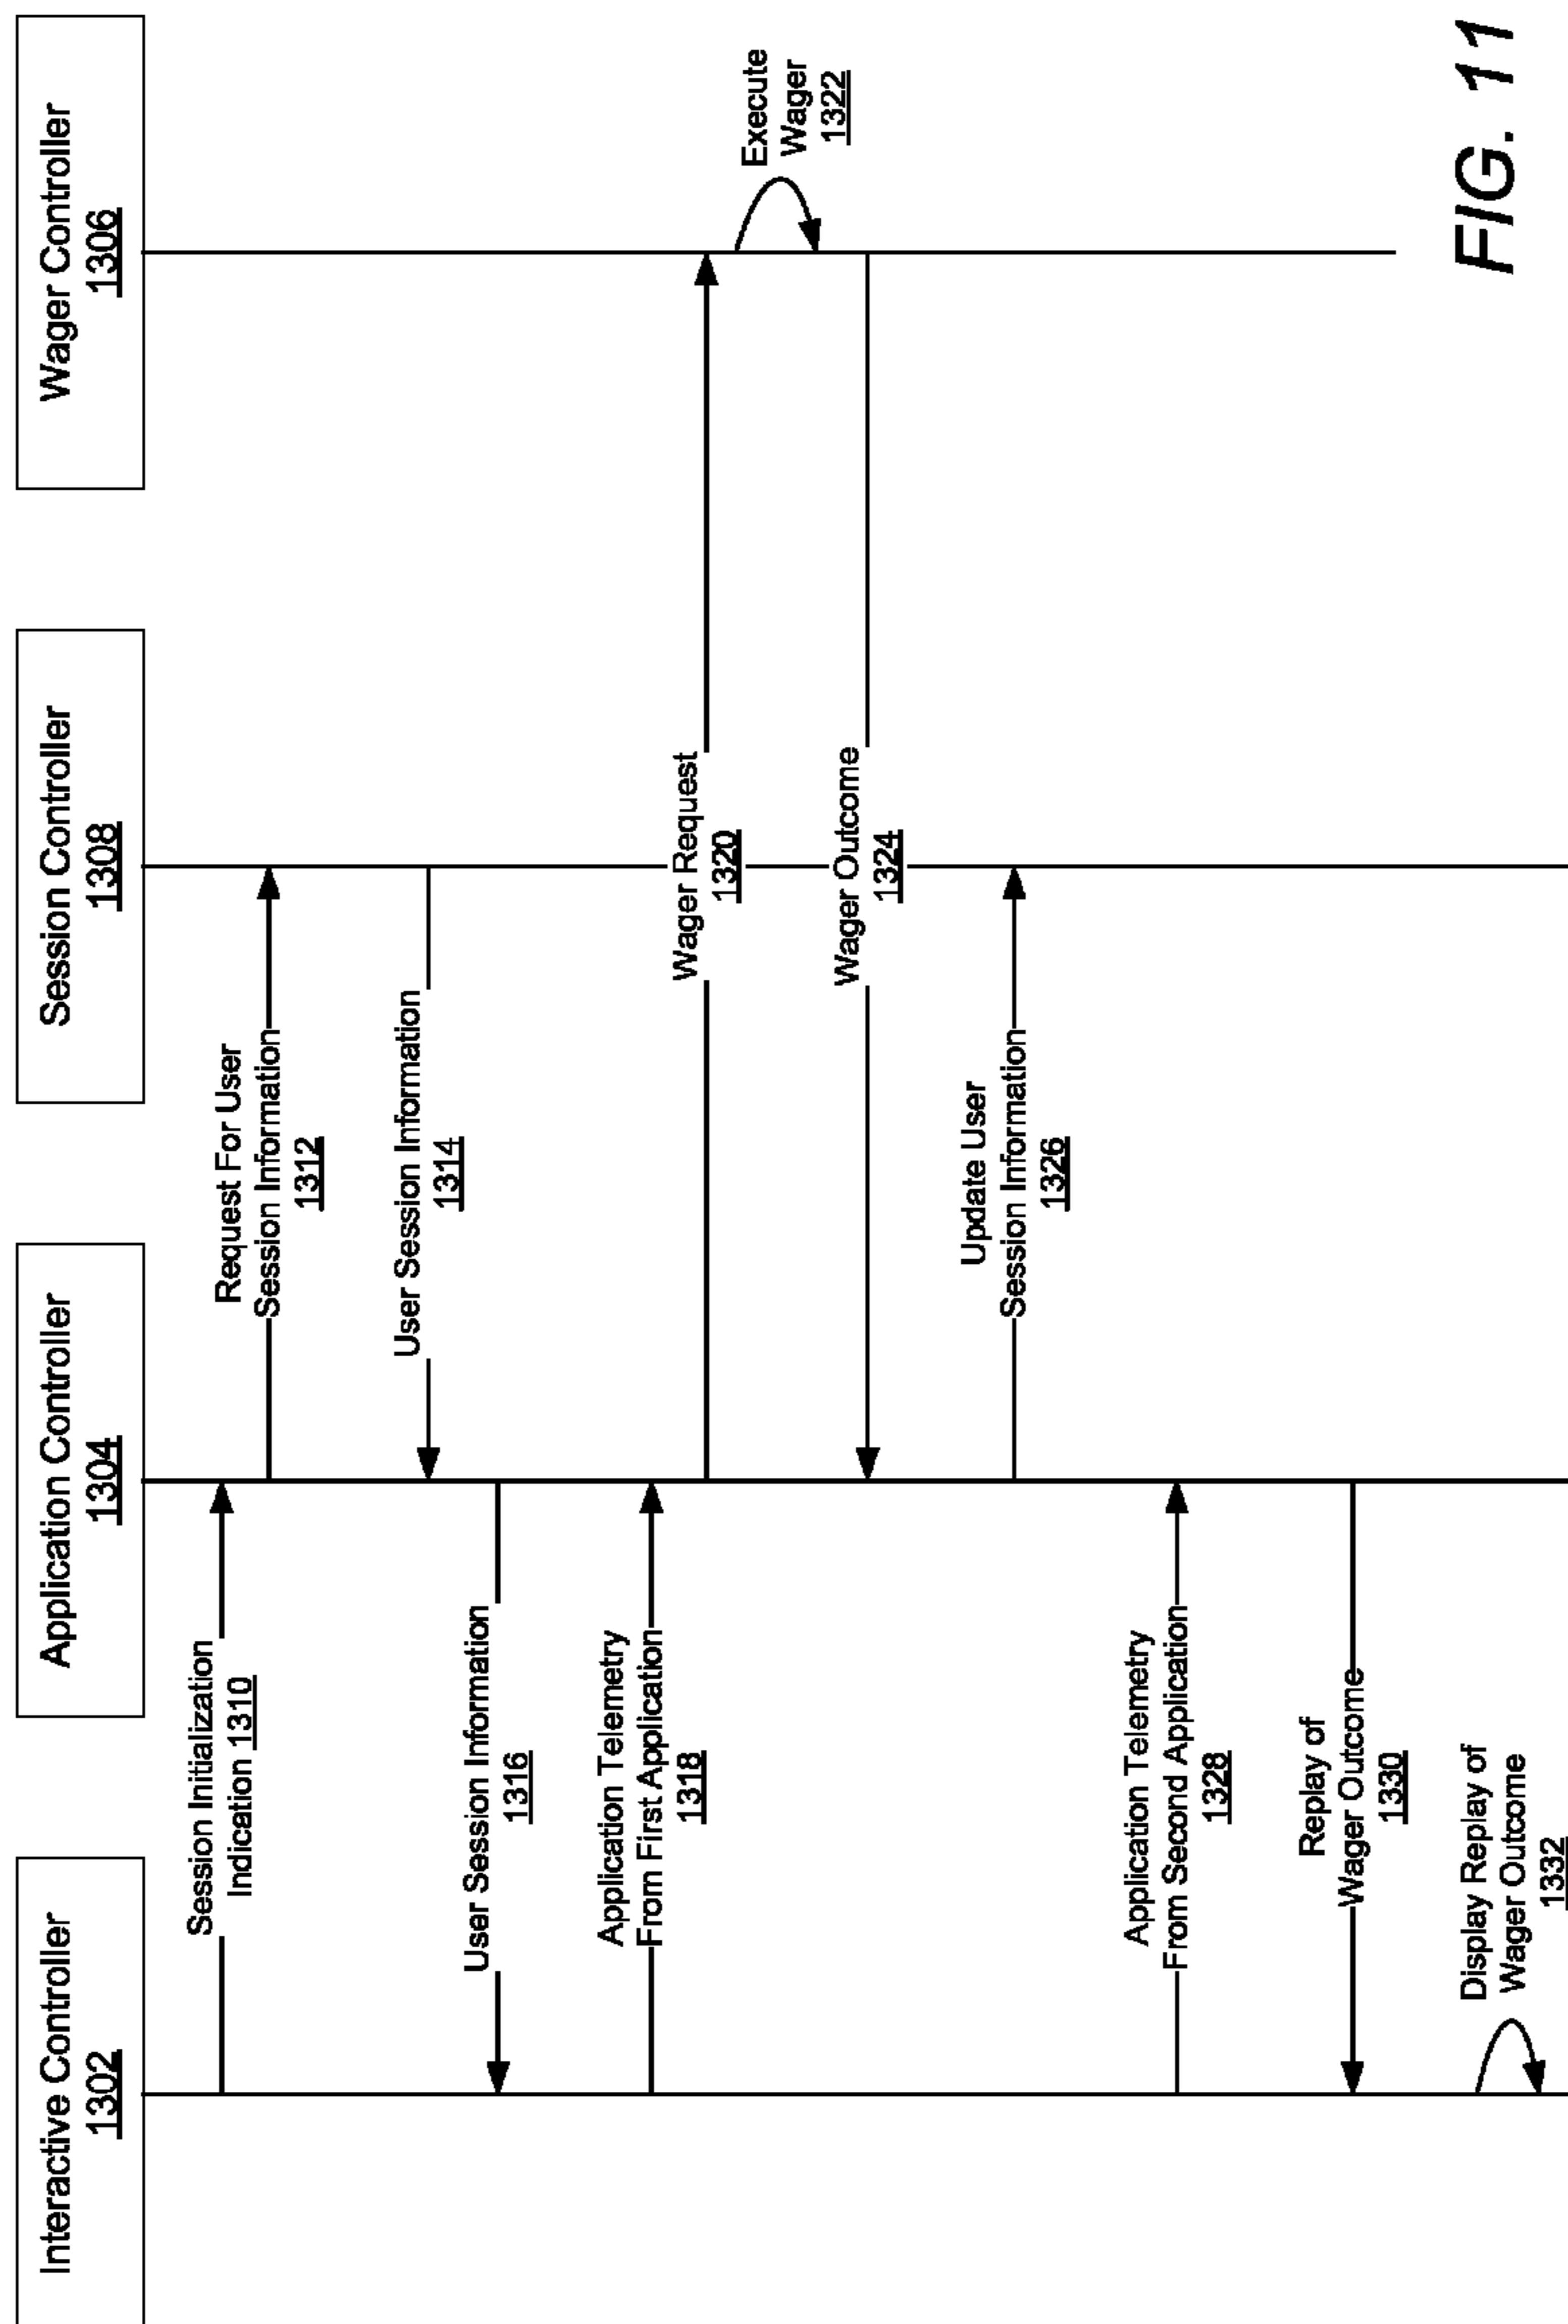 Interactive Controller
1302
Application Controller
1304
Session Controller
1308
Wager Controller
1306
Session Initialization
Indication 1310
Request For User
Session Information
1312
User Session Information
1314
User Session Information
1316
Application Telemetry
From First Application
1318
Wager Request
1320
Execute
Wager
1322
Wager Outcome
1324
Update User
Session Information
1326
Application Telemetry
From Second Application
1328
Replay of
Wager Outcome
1330
Display Replay of
Wager Outcome
1332
FIG. 11